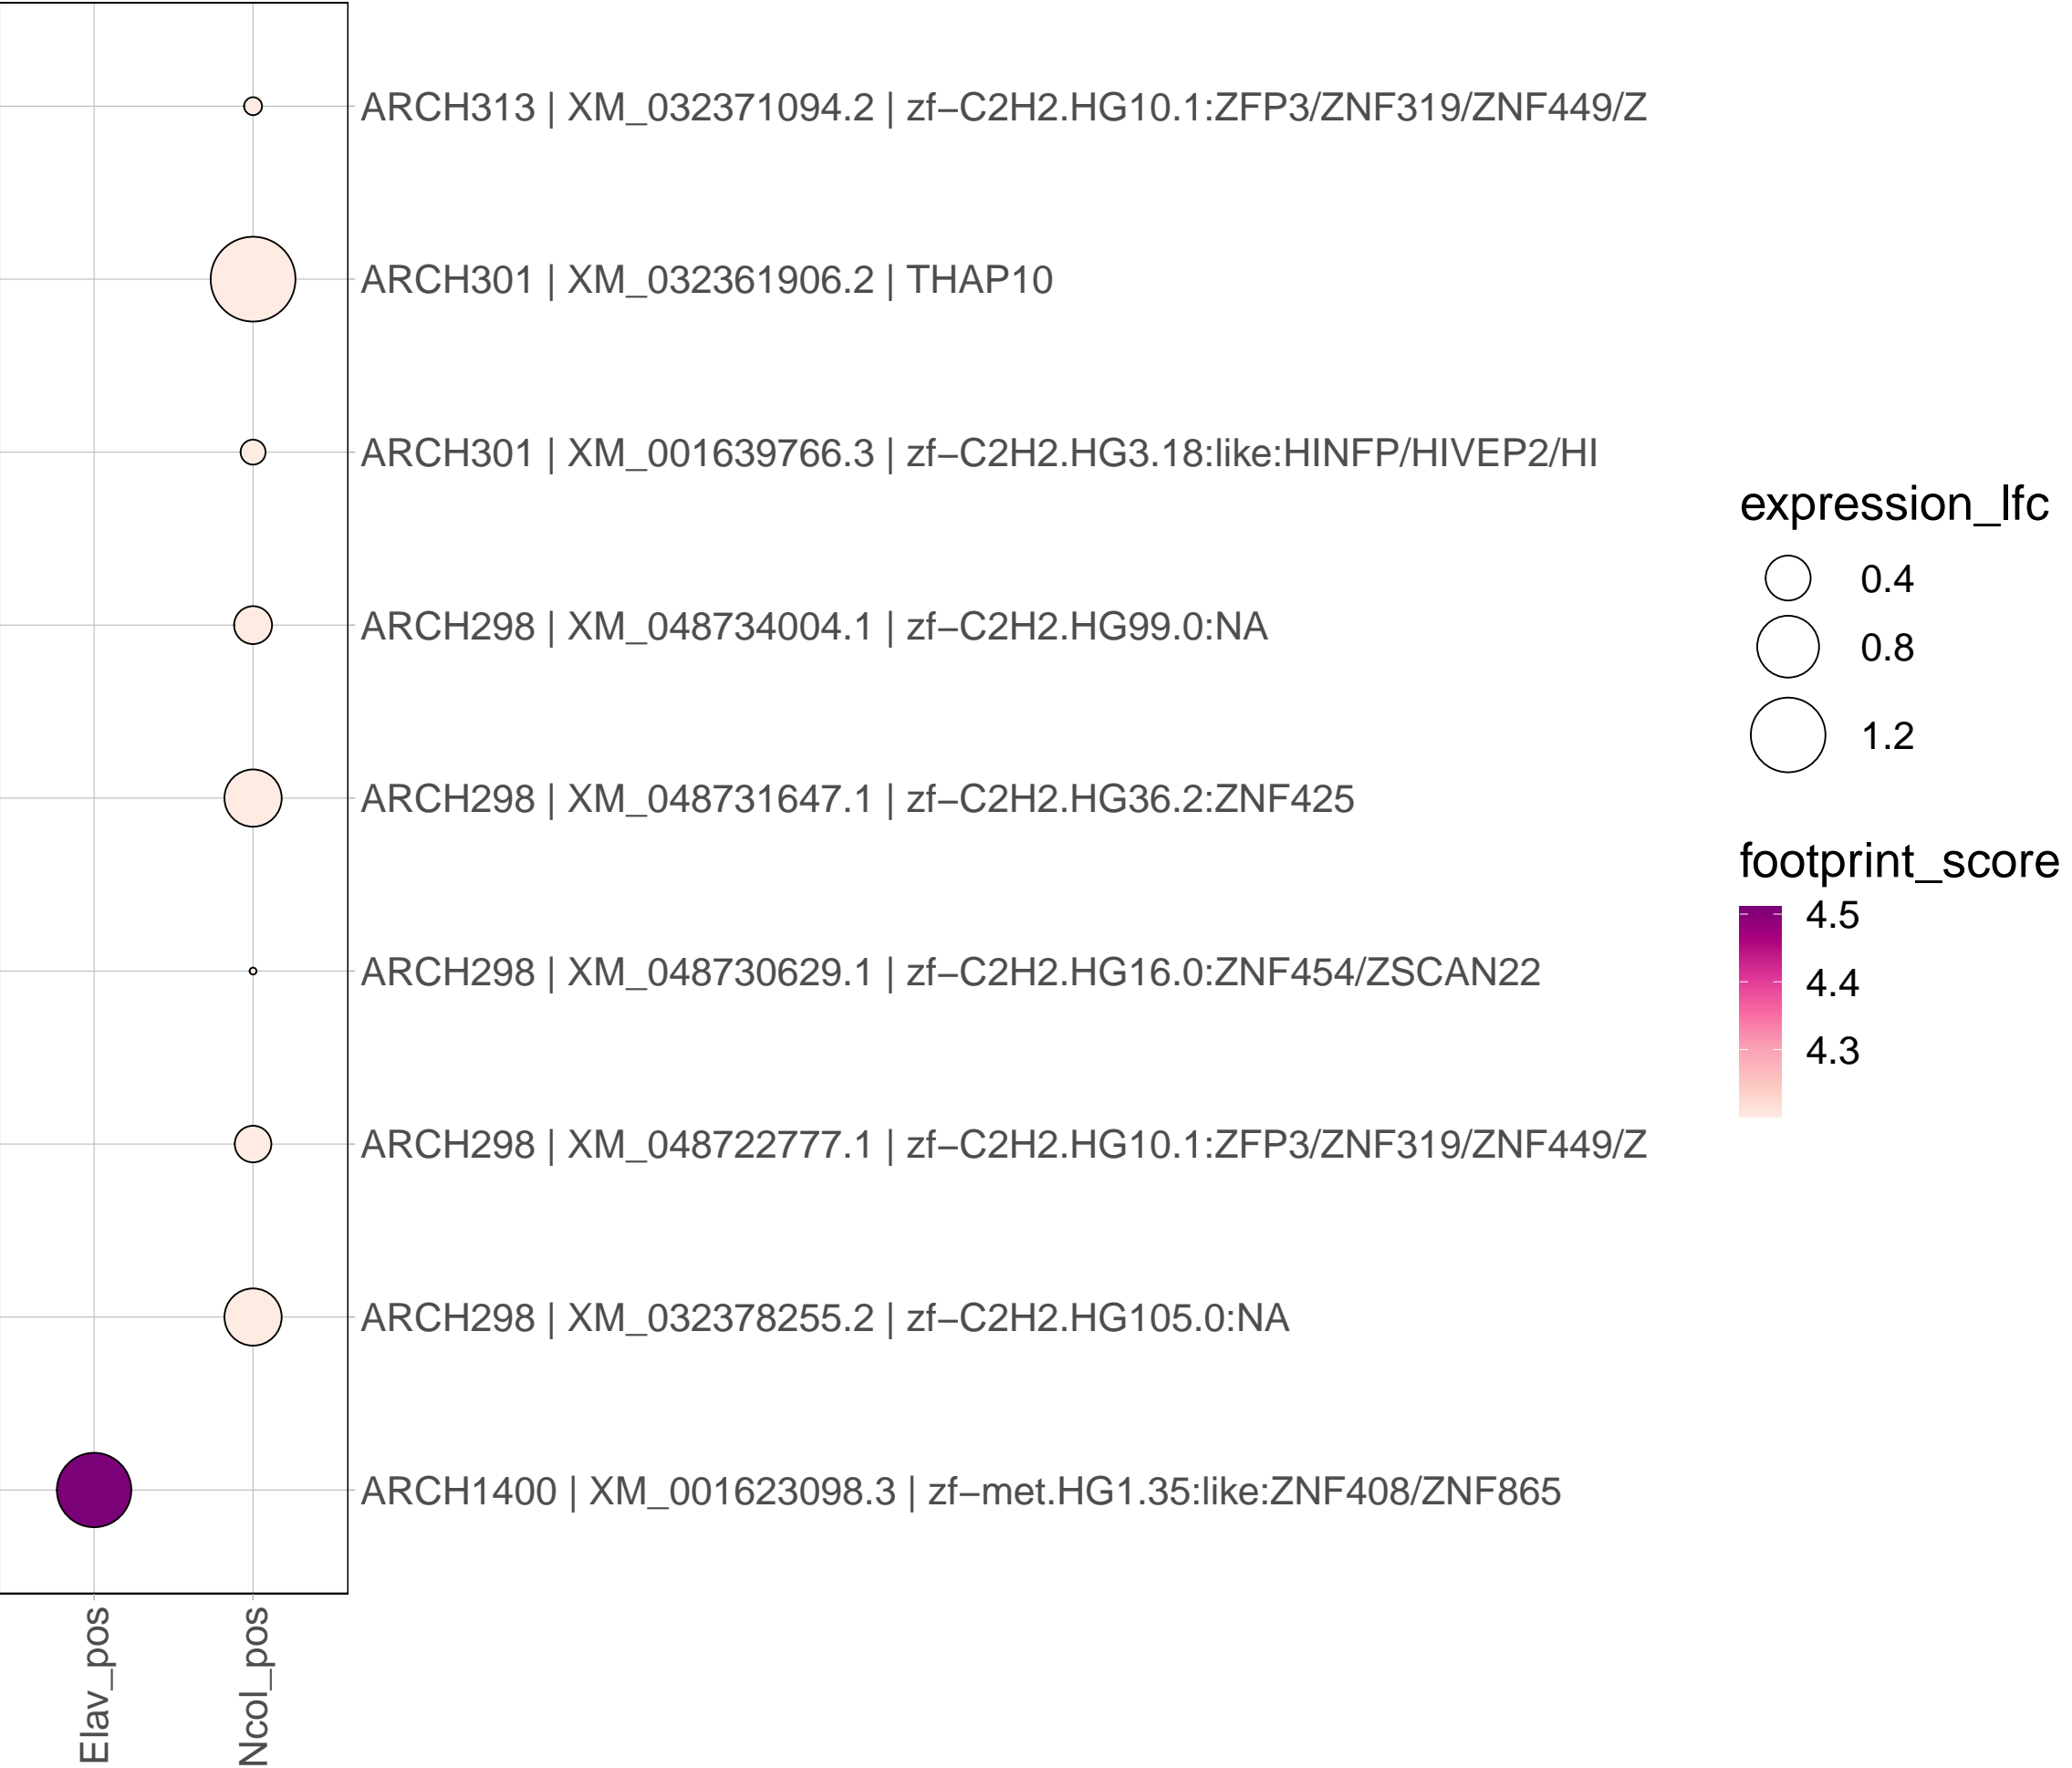 ARCH313 | XM_032371094.2 | zf−C2H2.HG10.1:ZFP3/ZNF319/ZNF449/Z
ARCH301 | XM_032361906.2 | THAP10
ARCH301 | XM_001639766.3 | zf−C2H2.HG3.18:like:HINFP/HIVEP2/HI
ARCH298 | XM_048734004.1 | zf−C2H2.HG99.0:NA
ARCH298 | XM_048731647.1 | zf−C2H2.HG36.2:ZNF425
ARCH298 | XM_048730629.1 | zf−C2H2.HG16.0:ZNF454/ZSCAN22
ARCH298 | XM_048722777.1 | zf−C2H2.HG10.1:ZFP3/ZNF319/ZNF449/Z
ARCH298 | XM_032378255.2 | zf−C2H2.HG105.0:NA
ARCH1400 | XM_001623098.3 | zf−met.HG1.35:like:ZNF408/ZNF865
Elav_pos
Ncol_pos
expression_lfc
0.4
0.8
1.2
footprint_score
4.5
4.4
4.3